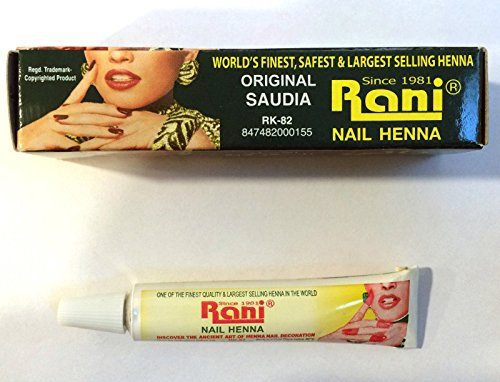 Regd. Trademark-
Copyrighted Product
WORLD'S FINEST, SAFEST & LARGEST SELLING HENNA
ORIGINAL
SAUDIA
RK-82
847482000155
Since 1981
Rani®
NAIL HENNA
ONE OF THE FINEST QUALITY & LARGEST SELLING HENNA IN THE WORLD
Since 1981
Rani®
NAIL HENNA
DISCOVER THE ANCIENT ART OF HENNA NAIL DECORATION